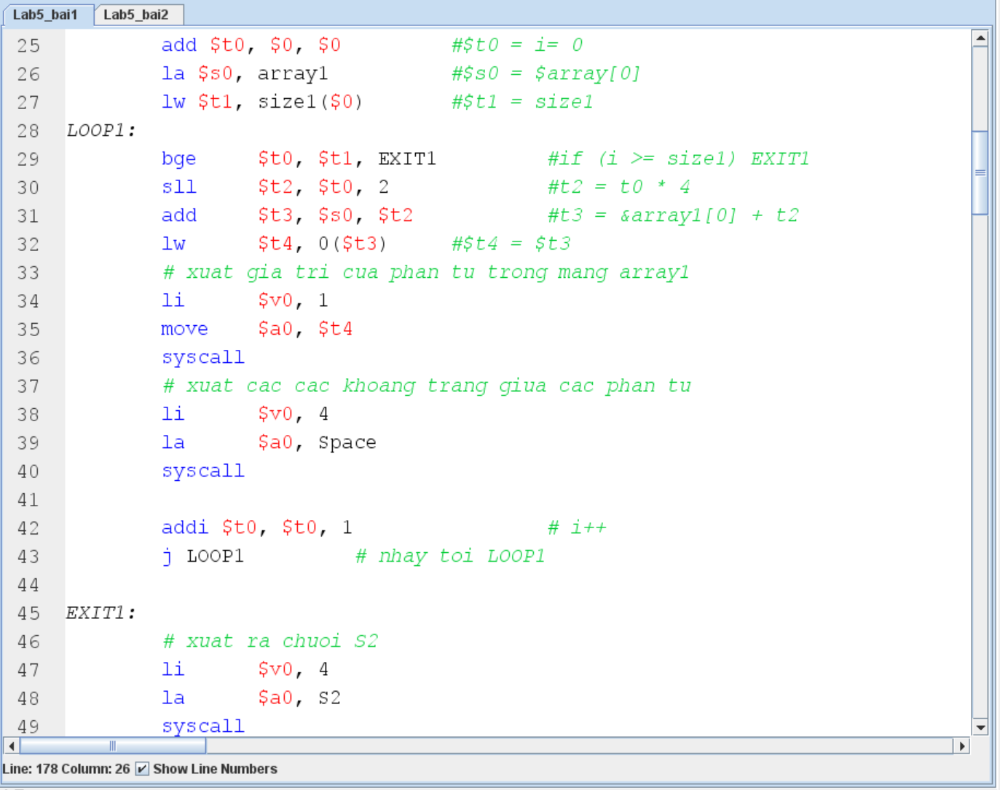 Lab5_bai1 Lab5_bai2
25 add $t0, $0, $0 #$t0 = i= 0
26 la $s0, array1 #$s0 = $array[0]
27 lw $t1, size1($0) #$t1 = size1
28 LOOP1:
29 bge $t0, $t1, EXIT1 #if (i >= size1) EXIT1
30 sll $t2, $t0, 2 #t2 = t0 * 4
31 add $t3, $s0, $t2 #t3 = &array1[0] + t2
32 lw $t4, 0($t3) #$t4 = $t3
33 # xuat gia tri cua phan tu trong mang array1
34 li $v0, 1
35 move $a0, $t4
36 syscall
37 # xuat cac cac khoang trang giua cac phan tu
38 li $v0, 4
39 la $a0, Space
40 syscall
41
42 addi $t0, $t0, 1 # i++
43 j LOOP1 # nhay toi LOOP1
44
45 EXIT1:
46 # xuat ra chuoi S2
47 li $v0, 4
48 la $a0, S2
49 syscall
Line: 178 Column: 26 Show Line Numbers